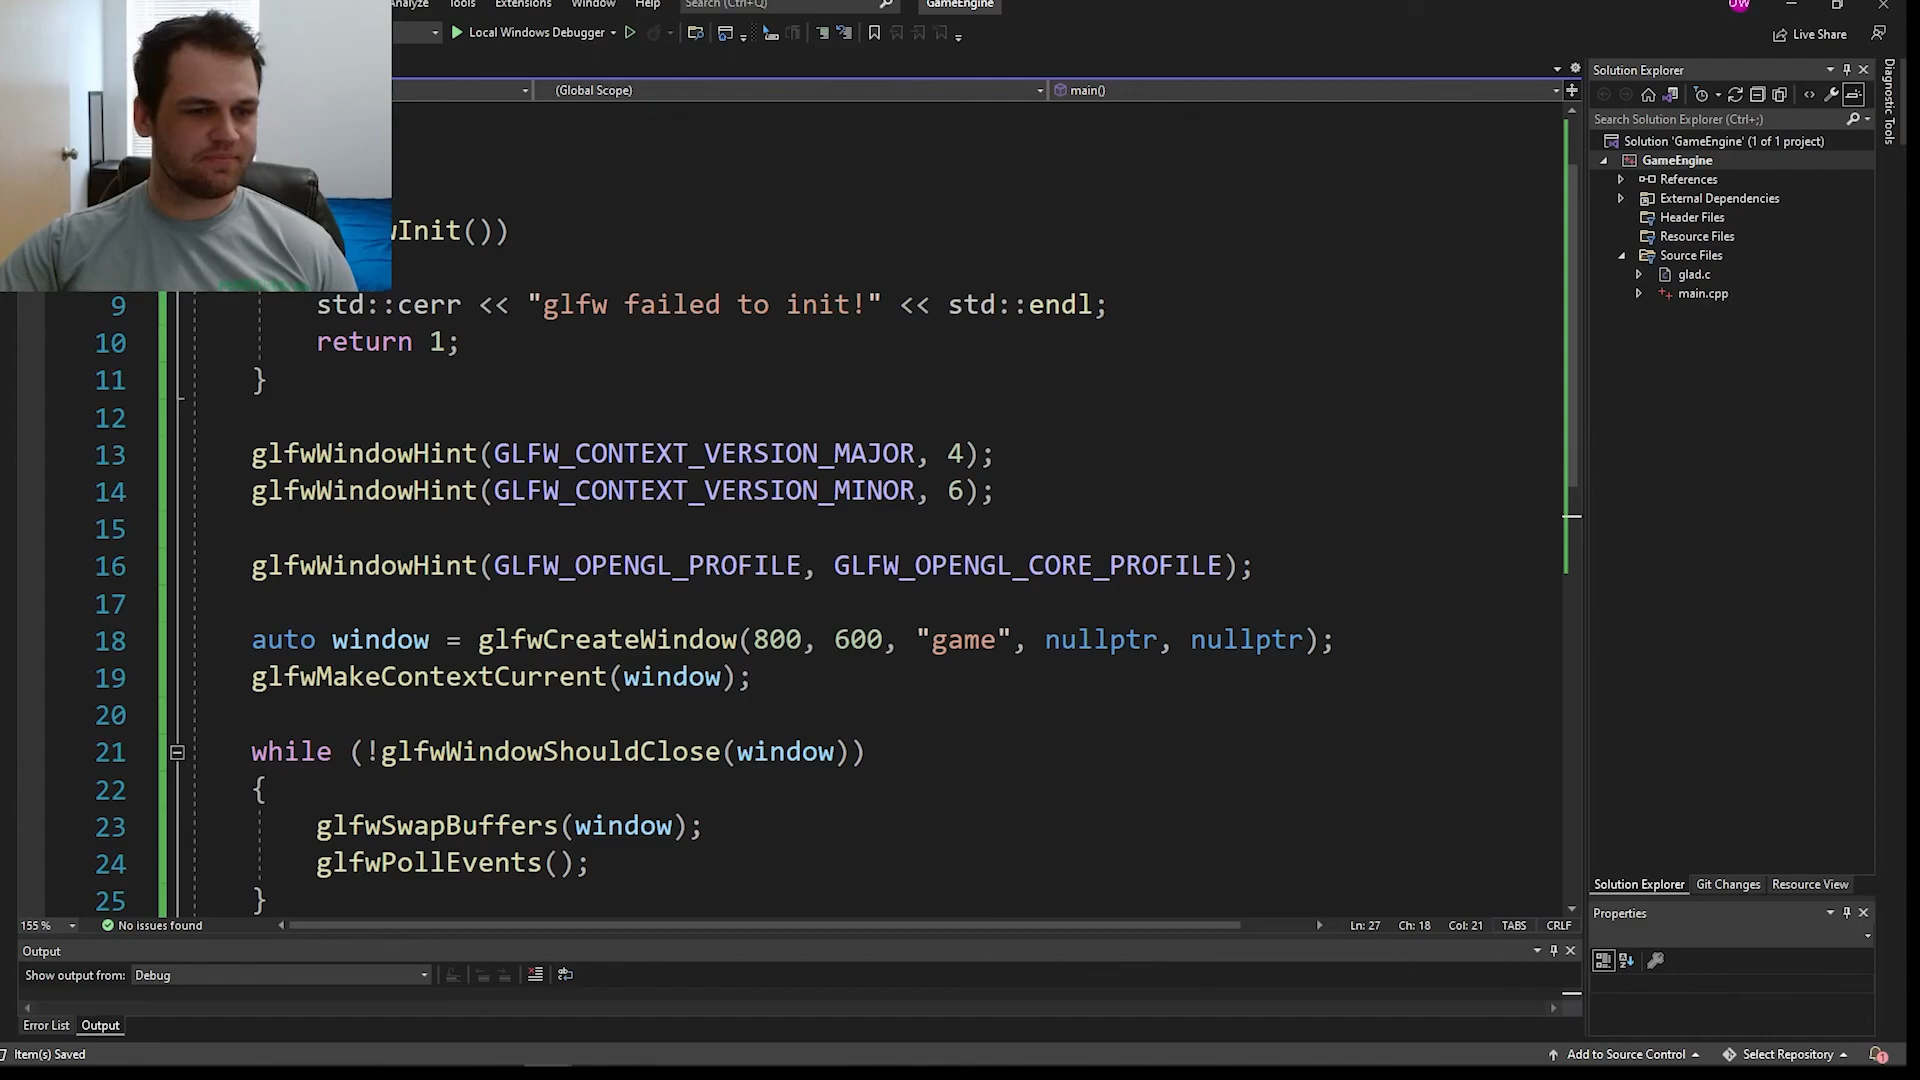 Analyze Tools Extensions Window Help Search (Ctrl+Q) GameEngine
Local Windows Debugger
Live Share
(Global Scope) main()
wInit())
9 std::cerr << "glfw failed to init!" << std::endl;
10 return 1;
11 }
12
13 glfwWindowHint(GLFW_CONTEXT_VERSION_MAJOR, 4);
14 glfwWindowHint(GLFW_CONTEXT_VERSION_MINOR, 6);
15
16 glfwWindowHint(GLFW_OPENGL_PROFILE, GLFW_OPENGL_CORE_PROFILE);
17
18 auto window = glfwCreateWindow(800, 600, "game", nullptr, nullptr);
19 glfwMakeContextCurrent(window);
20
21 while (!glfwWindowShouldClose(window))
22 {
23 glfwSwapBuffers(window);
24 glfwPollEvents();
25 }
155 % No issues found Ln: 27 Ch: 18 Col: 21 TABS CRLF
Output
Show output from: Debug
Error List Output
Item(s) Saved
Add to Source Control Select Repository 1
Solution Explorer
Search Solution Explorer (Ctrl+;)
Solution 'GameEngine' (1 of 1 project)
GameEngine
References
External Dependencies
Header Files
Resource Files
Source Files
glad.c
main.cpp
Solution Explorer Git Changes Resource View
Properties
Diagnostic Tools